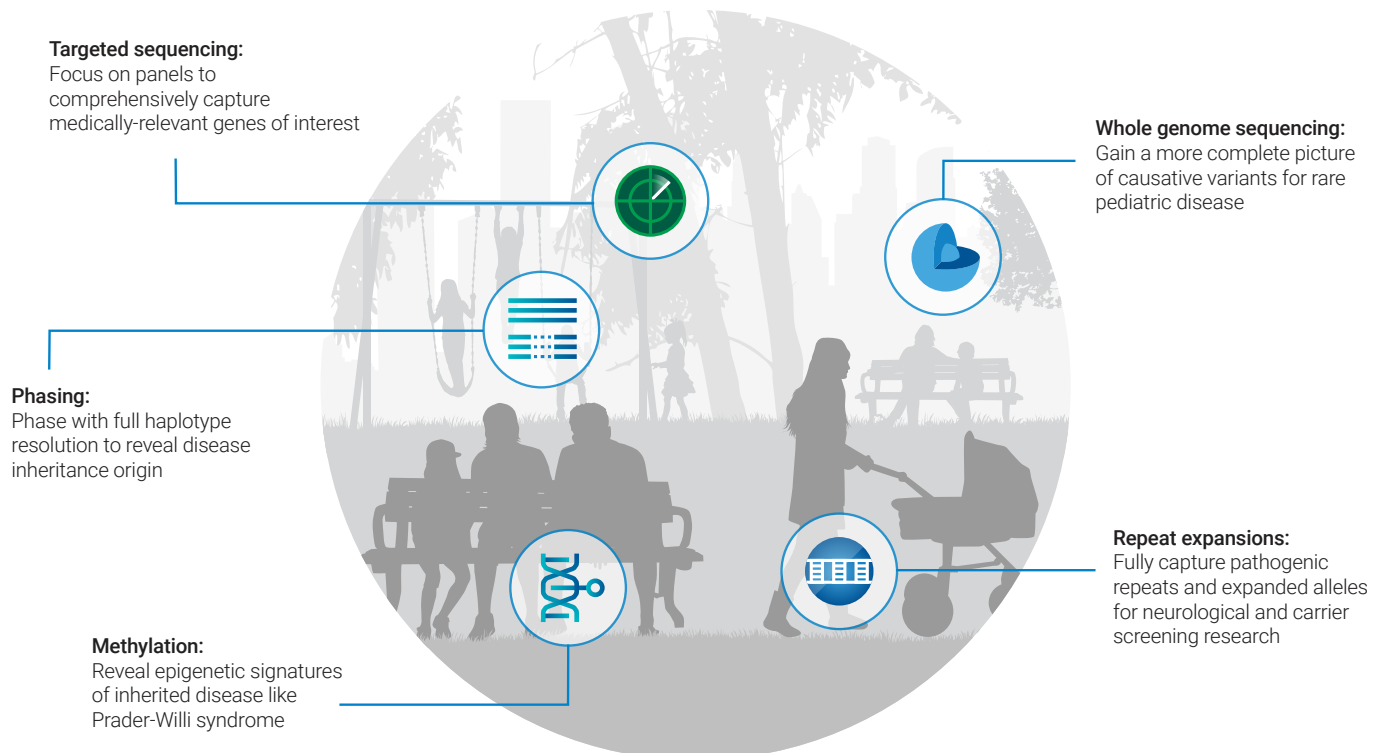 Targeted sequencing:
Focus on panels to
comprehensively capture
medically-relevant genes of interest
Whole genome sequencing:
Gain a more complete picture
of causative variants for rare
pediatric disease
Phasing:
Phase with full haplotype
resolution to reveal disease
inheritance origin
Repeat expansions:
Fully capture pathogenic
repeats and expanded alleles
for neurological and carrier
screening research
Methylation:
Reveal epigenetic signatures
of inherited disease like
Prader-Willi syndrome